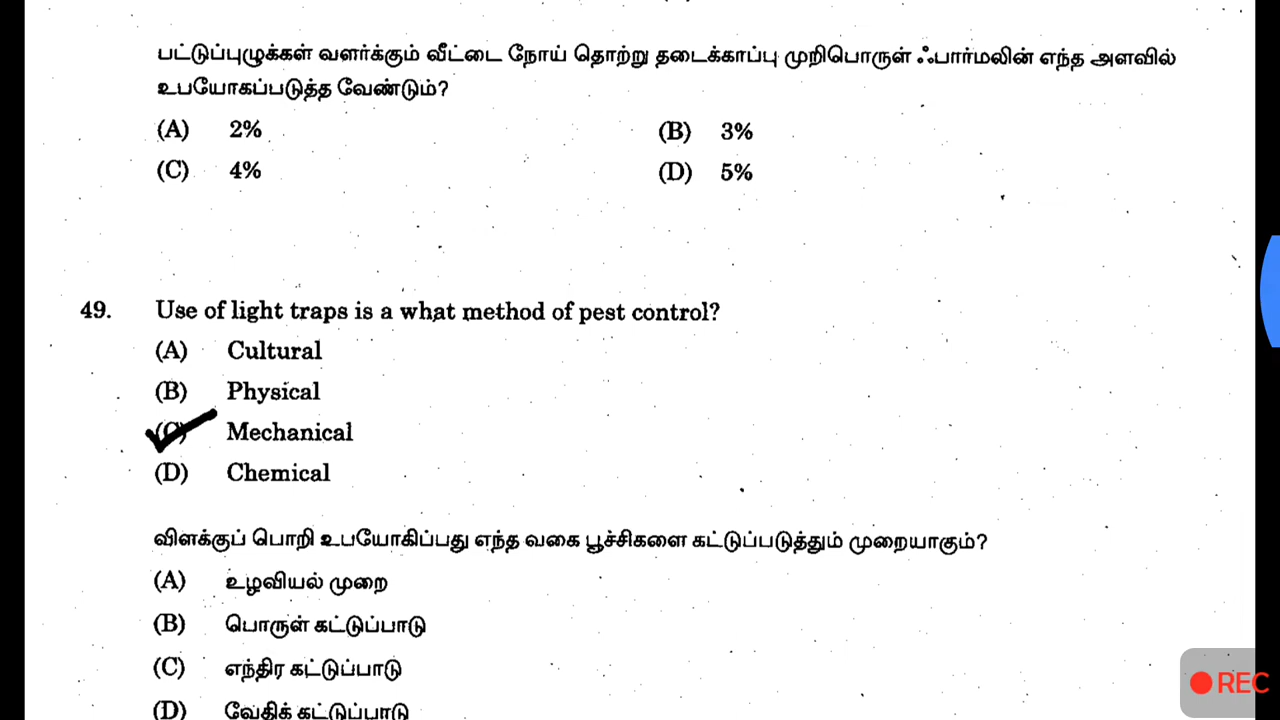 பட்டுப்புழுக்கள் வளர்க்கும் வீட்டை நோய் தொற்று தடைக்காப்பு முறிபொருள் ஃபார்மலின் எந்த அளவில்
உபயோகப்படுத்த வேண்டும்?
(A) 2% (B) 3%
(C) 4% (D) 5%
49. Use of light traps is a what method of pest control?
(A) Cultural
(B) Physical
(C) Mechanical
(D) Chemical
விளக்குப் பொறி உபயோகிப்பது எந்த வகை பூச்சிகளை கட்டுப்படுத்தும் முறையாகும்?
(A) உழவியல் முறை
(B) பொருள் கட்டுப்பாடு
(C) எந்திர கட்டுப்பாடு
(D) வேதிக் கட்டுப்பாடு
REC